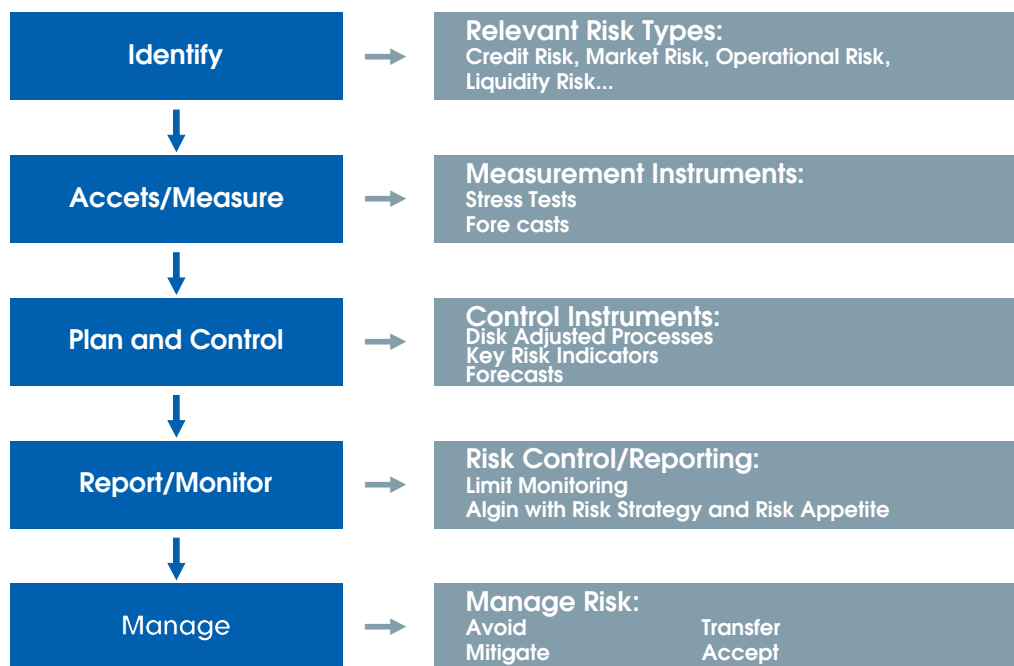 Identify
Relevant Risk Types:
Credit Risk, Market Risk, Operational Risk,
Liquidity Risk...
Accets/Measure
Measurement Instruments:
Stress Tests
Fore casts
Plan and Control
Control Instruments:
Disk Adjusted Processes
Key Risk Indicators
Forecasts
Report/Monitor
Risk Control/Reporting:
Limit Monitoring
Algin with Risk Strategy and Risk Appetite
Manage
Manage Risk:
Avoid Transfer
Mitigate Accept